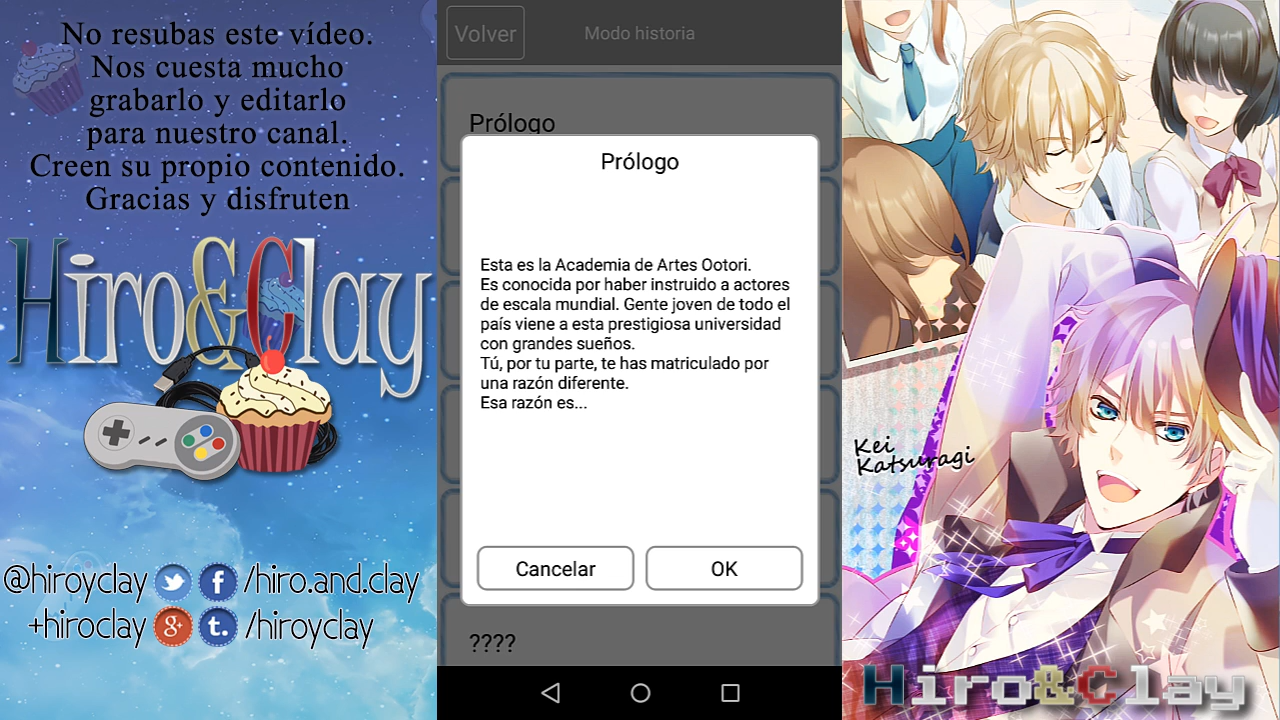 No resubas este vídeo.
Nos cuesta mucho
grabarlo y editarlo
para nuestro canal.
Creen su propio contenido.
Gracias y disfruten
Hiro&Clay
@hiroyclay
/hiro.and.clay
+hiroclay
/hiroyclay
Volver
Modo historia
Prólogo
Prólogo
Esta es la Academia de Artes Ootori.
Es conocida por haber instruido a actores
de escala mundial. Gente joven de todo el
país viene a esta prestigiosa universidad
con grandes sueños.
Tú, por tu parte, te has matriculado por
una razón diferente.
Esa razón es...
Cancelar
OK
????
Kei
Katsuragi
Hiro&Clay